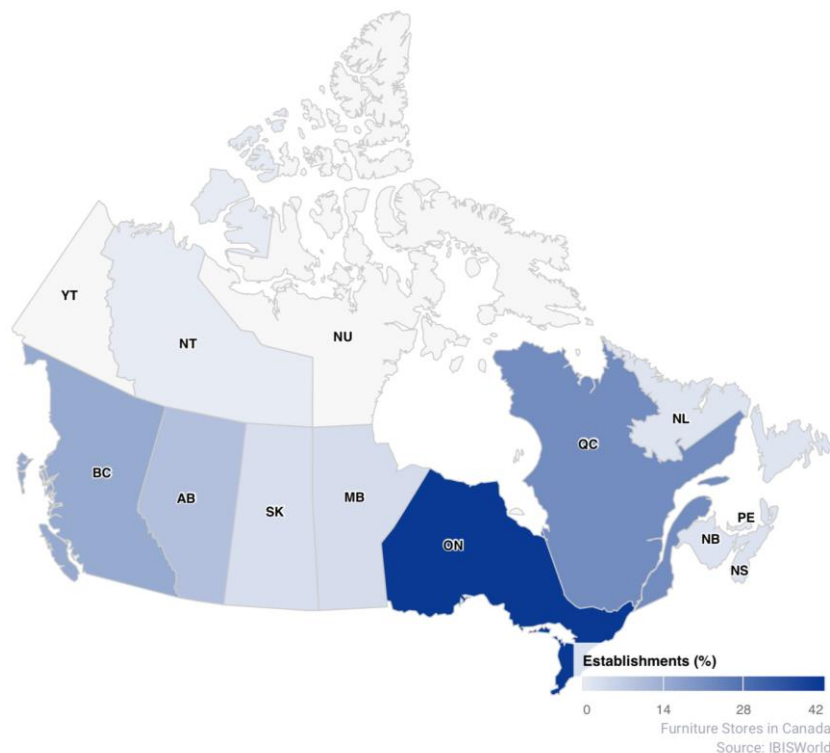 YT
NT
NU
BC
AB
SK
MB
ON
QC
NL
PE
NB
NS
Establishments (%)
0 14 28 42
Furniture Stores in Canada
Source: IBISWorld